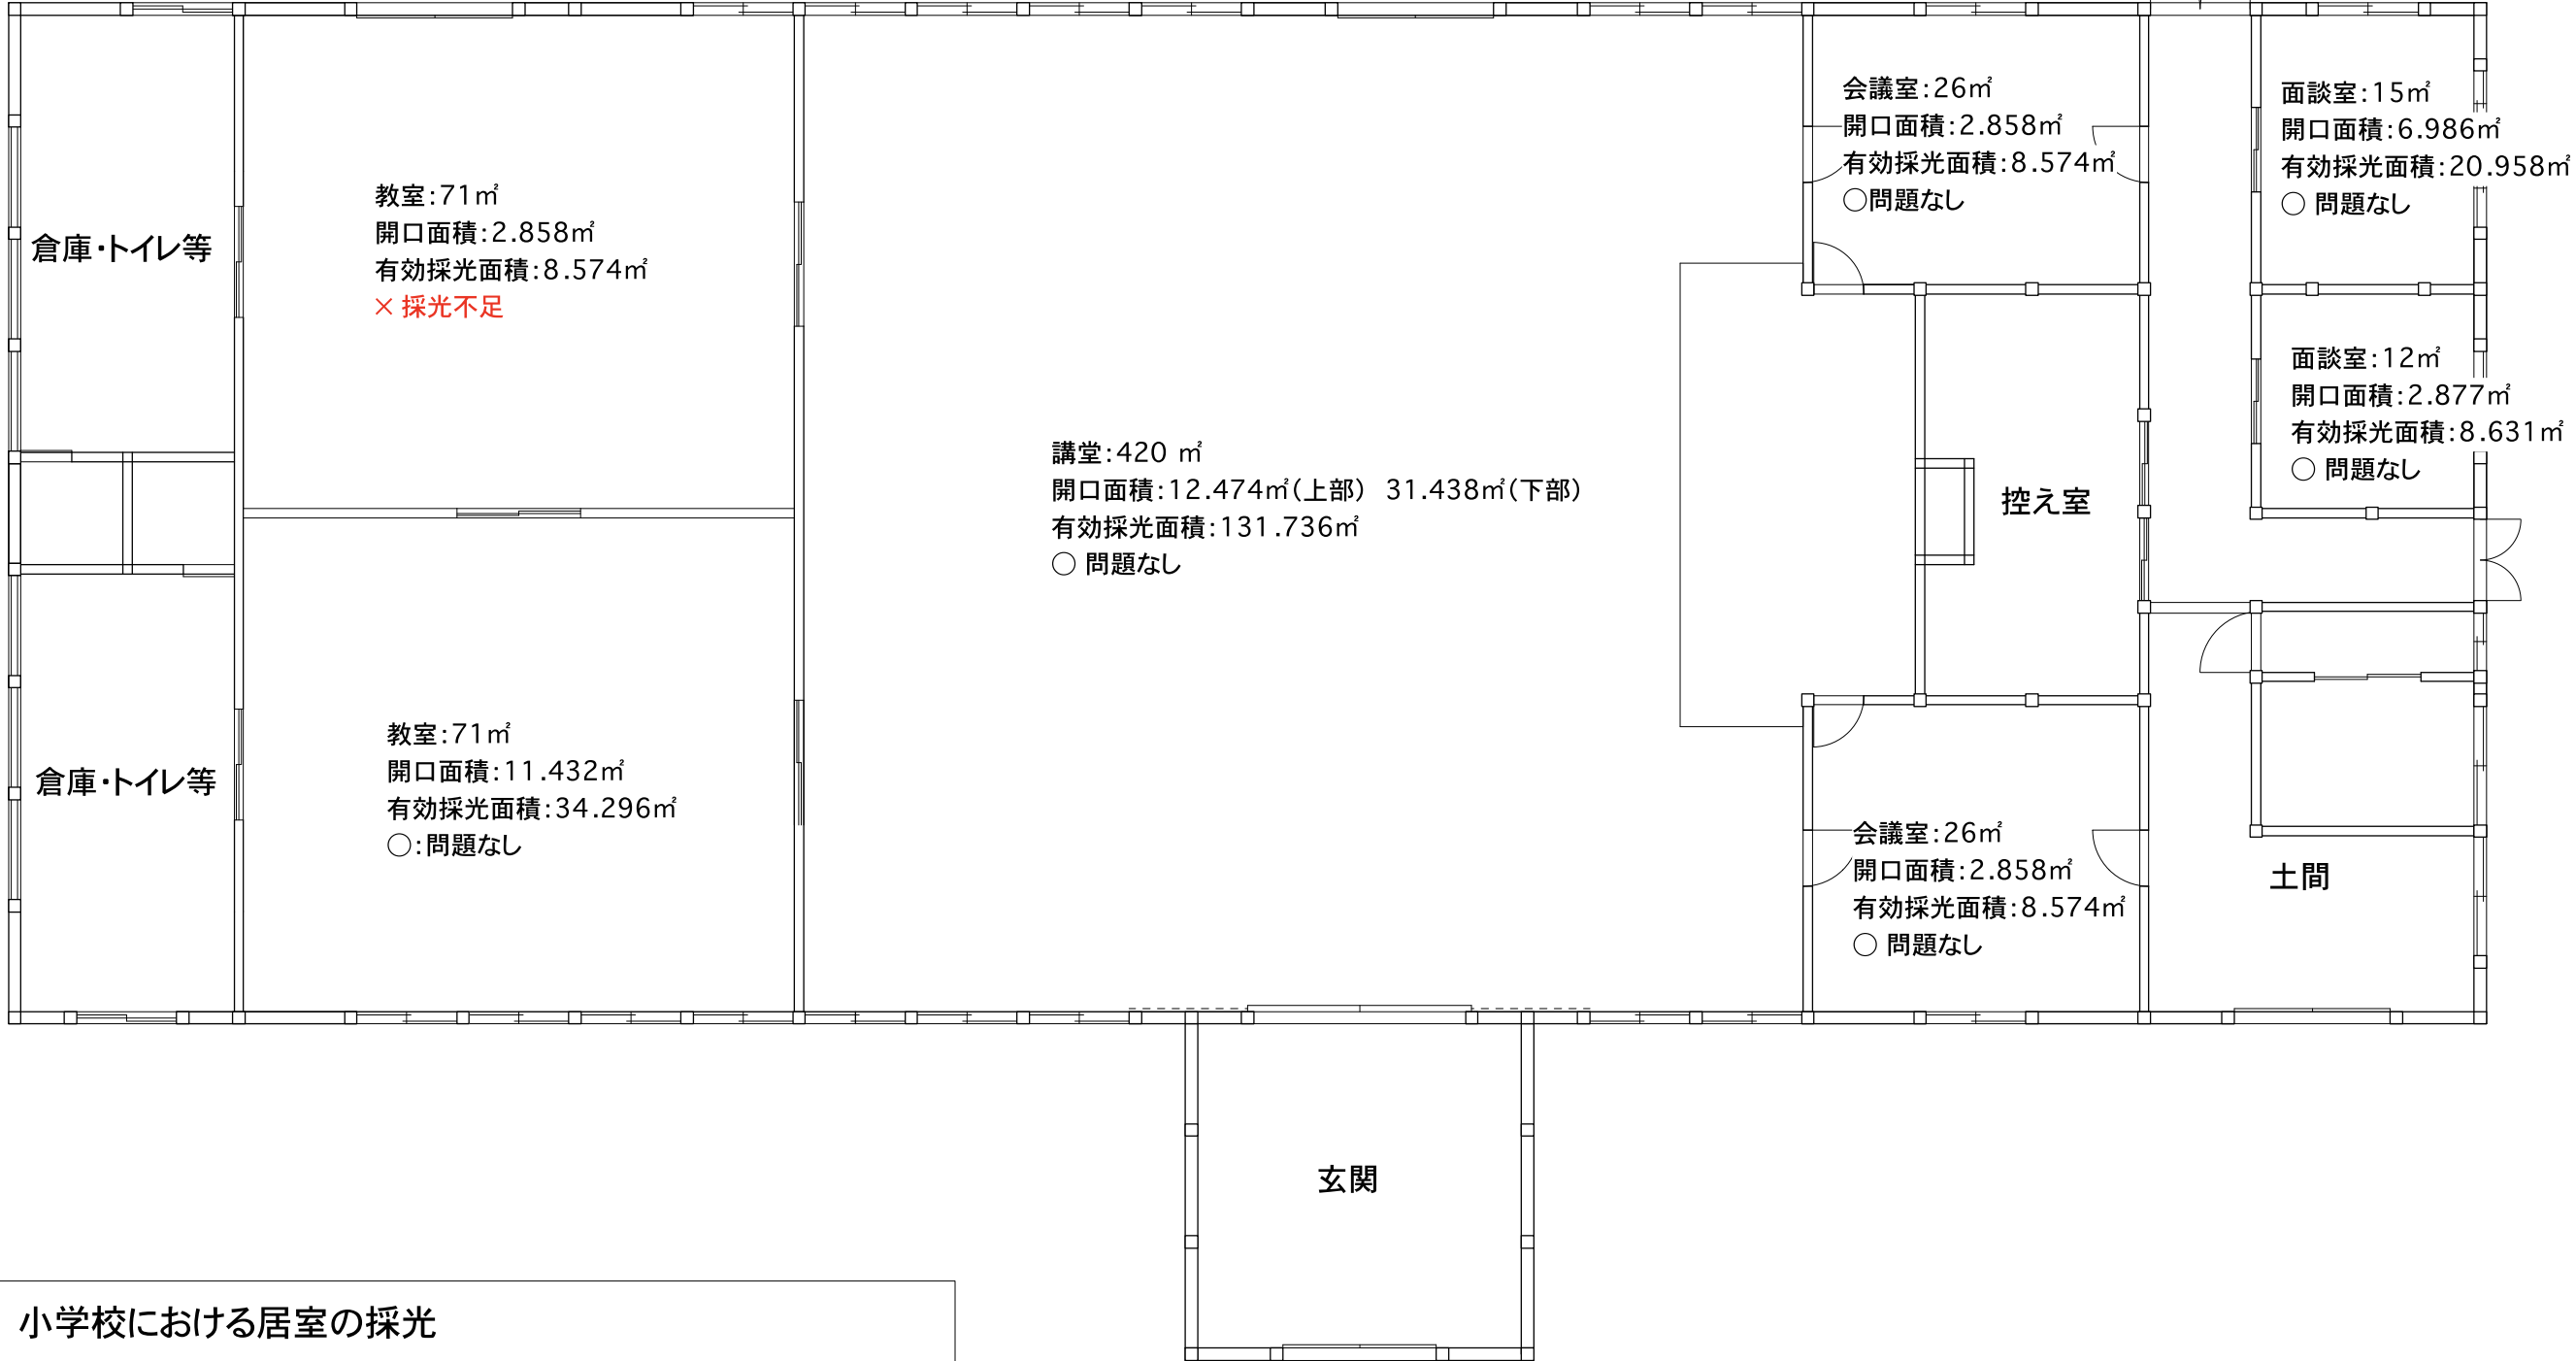 倉庫・トイレ等
教室:71㎡
開口面積:2.858㎡
有効採光面積:8.574㎡
× 採光不足
講堂:420 ㎡
開口面積:12.474㎡(上部) 31.438㎡(下部)
有効採光面積:131.736㎡
○ 問題なし
会議室:26㎡
開口面積:2.858㎡
有効採光面積:8.574㎡
○問題なし
面談室:15㎡
開口面積:6.986㎡
有効採光面積:20.958㎡
○ 問題なし
面談室:12㎡
開口面積:2.877㎡
有効採光面積:8.631㎡
○ 問題なし
控え室
倉庫・トイレ等
教室:71㎡
開口面積:11.432㎡
有効採光面積:34.296㎡
○:問題なし
会議室:26㎡
開口面積:2.858㎡
有効採光面積:8.574㎡
○ 問題なし
土間
玄関
小学校における居室の採光